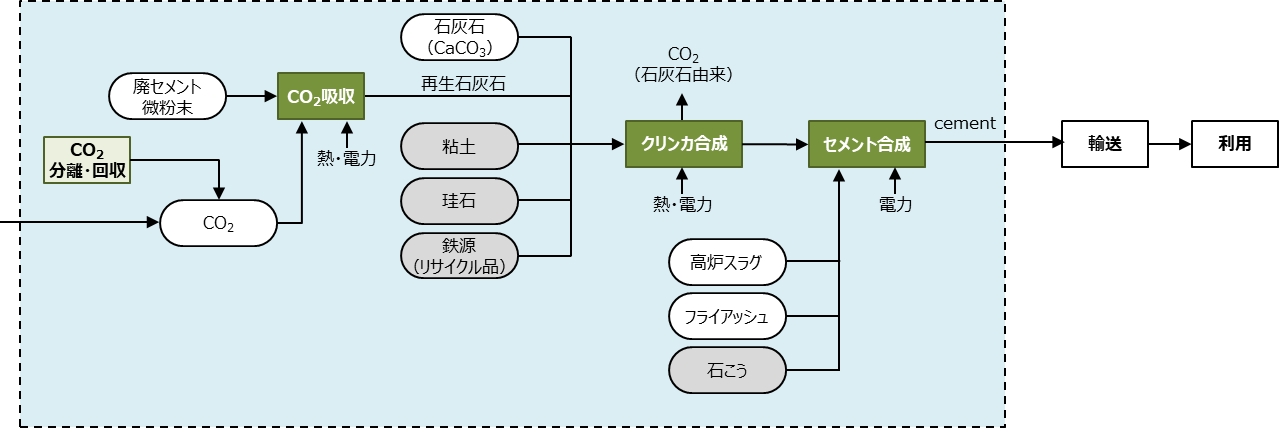 石灰石
（CaCO₃）
廃セメント
微粉末
CO₂吸収
再生石灰石
CO₂
（石灰石由来）
CO₂
分離・回収
熱・電力
粘土
クリンカ合成
セメント合成
cement
輸送
利用
CO₂
珪石
熱・電力
電力
鉄源
（リサイクル品）
高炉スラグ
フライアッシュ
石こう